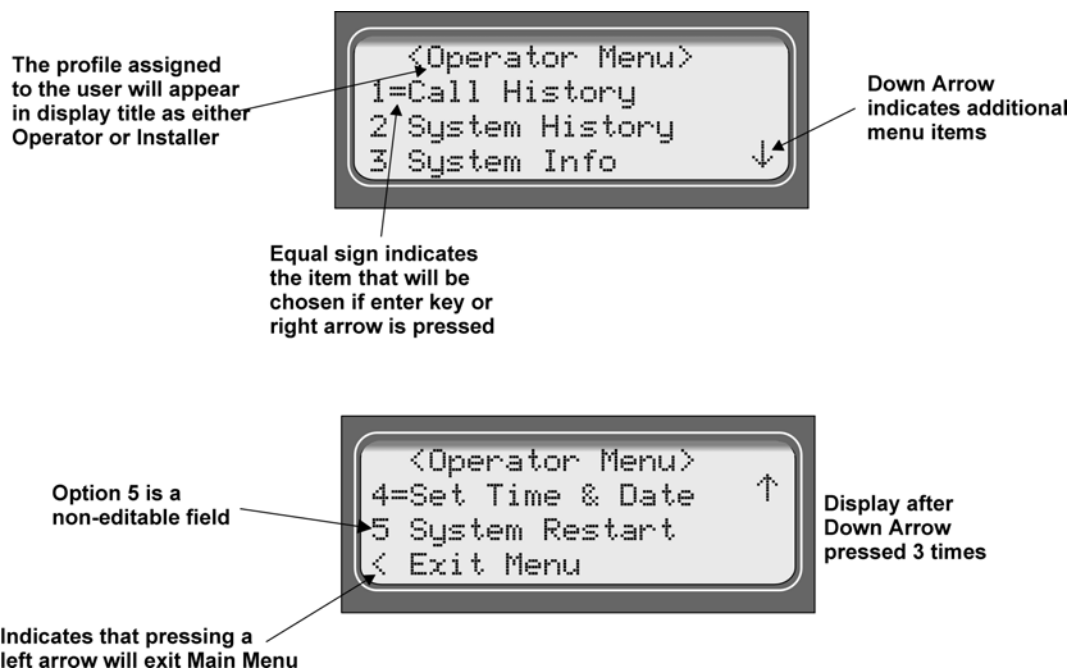 The profile assigned
to the user will appear
in display title as either
Operator or Installer
<Operator Menu>
1=Call History
2 System History
3 System Info ↓
Down Arrow
indicates additional
menu items
Equal sign indicates
the item that will be
chosen if enter key or
right arrow is pressed
Option 5 is a
non-editable field
<Operator Menu>
4=Set Time & Date ↑
5 System Restart
< Exit Menu
Display after
Down Arrow
pressed 3 times
Indicates that pressing a
left arrow will exit Main Menu